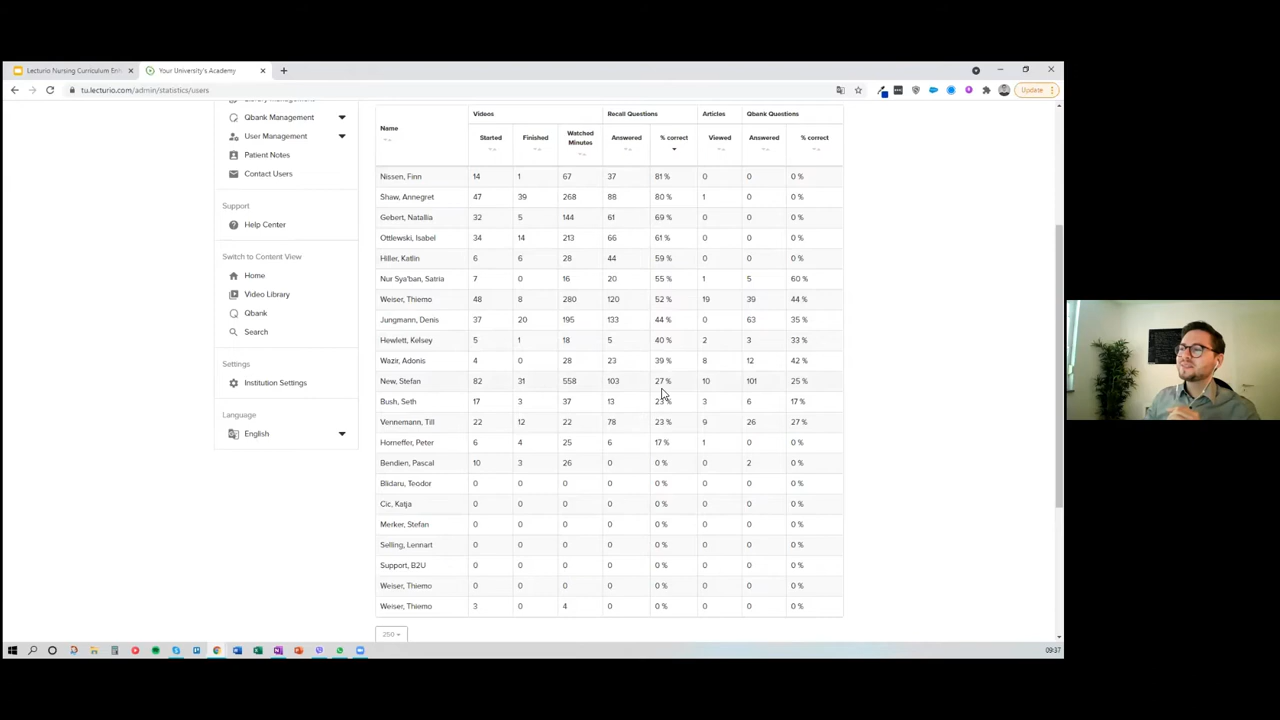 Lecturio Nursing Curriculum Enh
Your University's Academy
tu.lecturio.com/admin/statistics/users
Update
Qbank Management
User Management
Patient Notes
Contact Users
Support
Help Center
Switch to Content View
Home
Video Library
Qbank
Search
Settings
Institution Settings
Language
English
Videos Recall Questions Articles Qbank Questions
Name Started Finished Watched Minutes Answered % correct Viewed Answered % correct
Nissen, Finn 14 1 67 37 81 % 0 0 0 %
Shaw, Annegret 47 39 268 88 80 % 1 0 0 %
Gebert, Natallia 32 5 144 61 69 % 0 0 0 %
Ottlewski, Isabel 34 14 213 66 61 % 0 0 0 %
Hiller, Katlin 6 6 28 44 59 % 0 0 0 %
Nur Sya'ban, Satria 7 0 16 20 55 % 1 5 60 %
Weiser, Thiemo 48 8 280 120 52 % 19 39 44 %
Jungmann, Denis 37 20 195 133 44 % 0 63 35 %
Hewlett, Kelsey 5 1 18 5 40 % 2 3 33 %
Wazir, Adonis 4 0 28 23 39 % 8 12 42 %
New, Stefan 82 31 558 103 27 % 10 101 25 %
Bush, Seth 17 3 37 13 23 % 3 6 17 %
Vennemann, Till 22 12 22 78 23 % 9 26 27 %
Horneffer, Peter 6 4 25 6 17 % 1 0 0 %
Bendien, Pascal 10 3 26 0 0 % 0 2 0 %
Blidaru, Teodor 0 0 0 0 0 % 0 0 0 %
Cic, Katja 0 0 0 0 0 % 0 0 0 %
Merker, Stefan 0 0 0 0 0 % 0 0 0 %
Selling, Lennart 0 0 0 0 0 % 0 0 0 %
Support, B2U 0 0 0 0 0 % 0 0 0 %
Weiser, Thiemo 0 0 0 0 0 % 0 0 0 %
Weiser, Thiemo 3 0 4 0 0 % 0 0 0 %
250
09:37